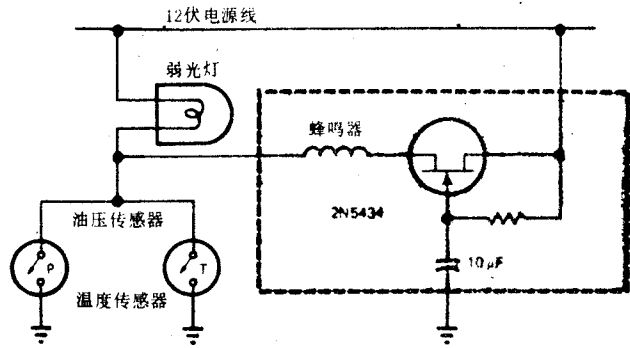 12伏电源线
弱光灯
蜂鸣器
2N5434
油压传感器
P
T
10μF
温度传感器